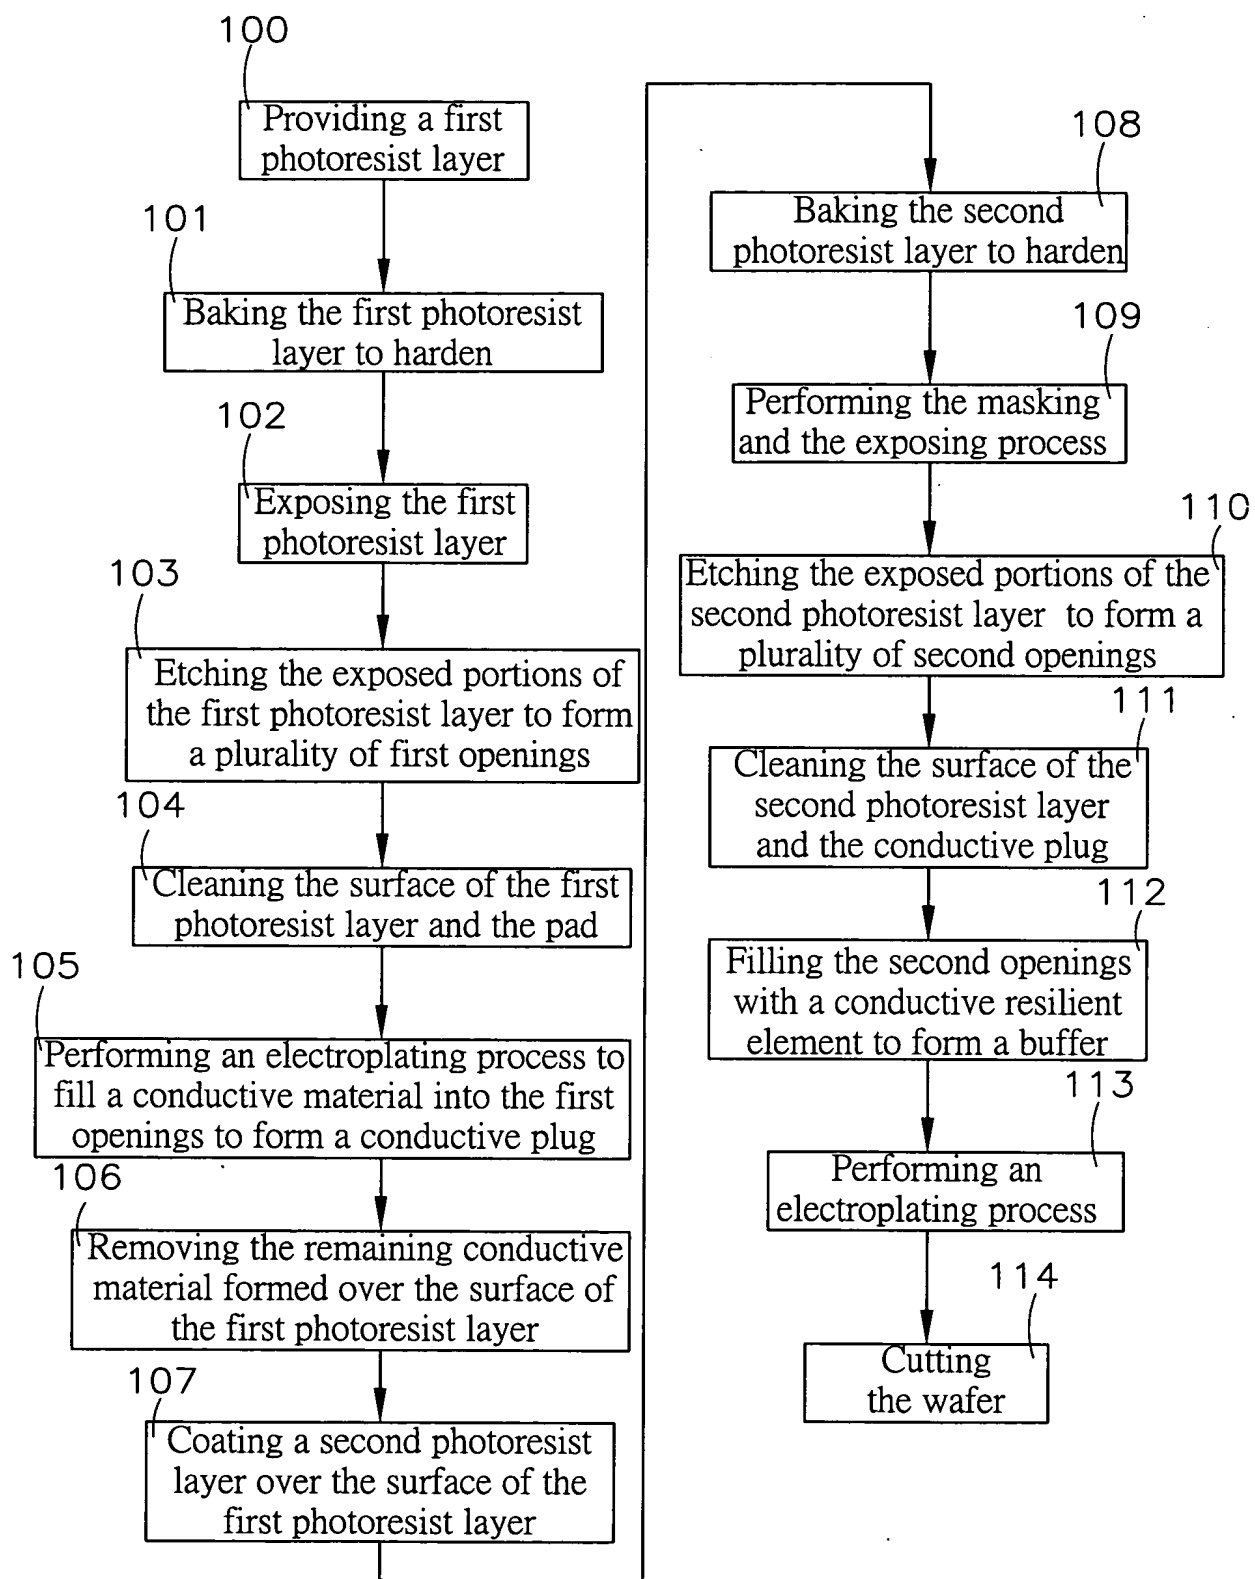 100
Providing a first
photoresist layer
101
Baking the first photoresist
layer to harden
102
Exposing the first
photoresist layer
103
Etching the exposed portions of
the first photoresist layer to form
a plurality of first openings
104
Cleaning the surface of the first
photoresist layer and the pad
105
Performing an electroplating process to
fill a conductive material into the first
openings to form a conductive plug
106
Removing the remaining conductive
material formed over the surface of
the first photoresist layer
107
Coating a second photoresist
layer over the surface of the
first photoresist layer
108
Baking the second
photoresist layer to harden
109
Performing the masking
and the exposing process
110
Etching the exposed portions of the
second photoresist layer to form a
plurality of second openings
111
Cleaning the surface of the
second photoresist layer
and the conductive plug
112
Filling the second openings
with a conductive resilient
element to form a buffer
113
Performing an
electroplating process
114
Cutting
the wafer